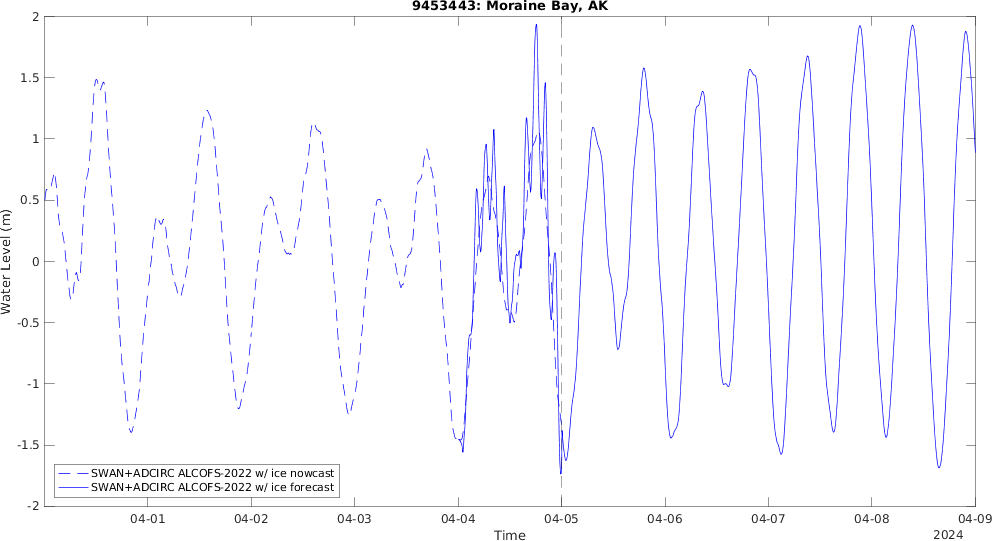 9453443: Moraine Bay, AK
2
1.5
1
0.5
0
-0.5
-1
-1.5
-2
Water Level (m)
SWAN+ADCIRC ALCOFS-2022 w/ ice nowcast
SWAN+ADCIRC ALCOFS-2022 w/ ice forecast
04-01 04-02 04-03 04-04 04-05 04-06 04-07 04-08 04-09
Time
2024